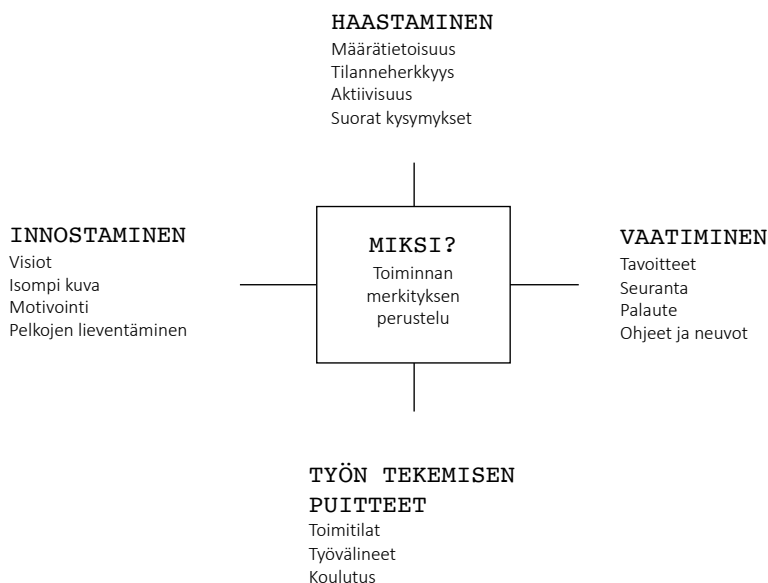 HAASTAMINEN
Määrätietoisuus
Tilanneherkkyys
Aktiivisuus
Suorat kysymykset
INNOSTAMINEN
Visiot
Isompi kuva
Motivointi
Pelkojen lieventäminen
MIKSI?
Toiminnan
merkityksen
perustelu
VAATIMINEN
Tavoitteet
Seuranta
Palaute
Ohjeet ja neuvot
TYÖN TEKEMISEN
PUITTEET
Toimitilat
Työvälineet
Koulutus